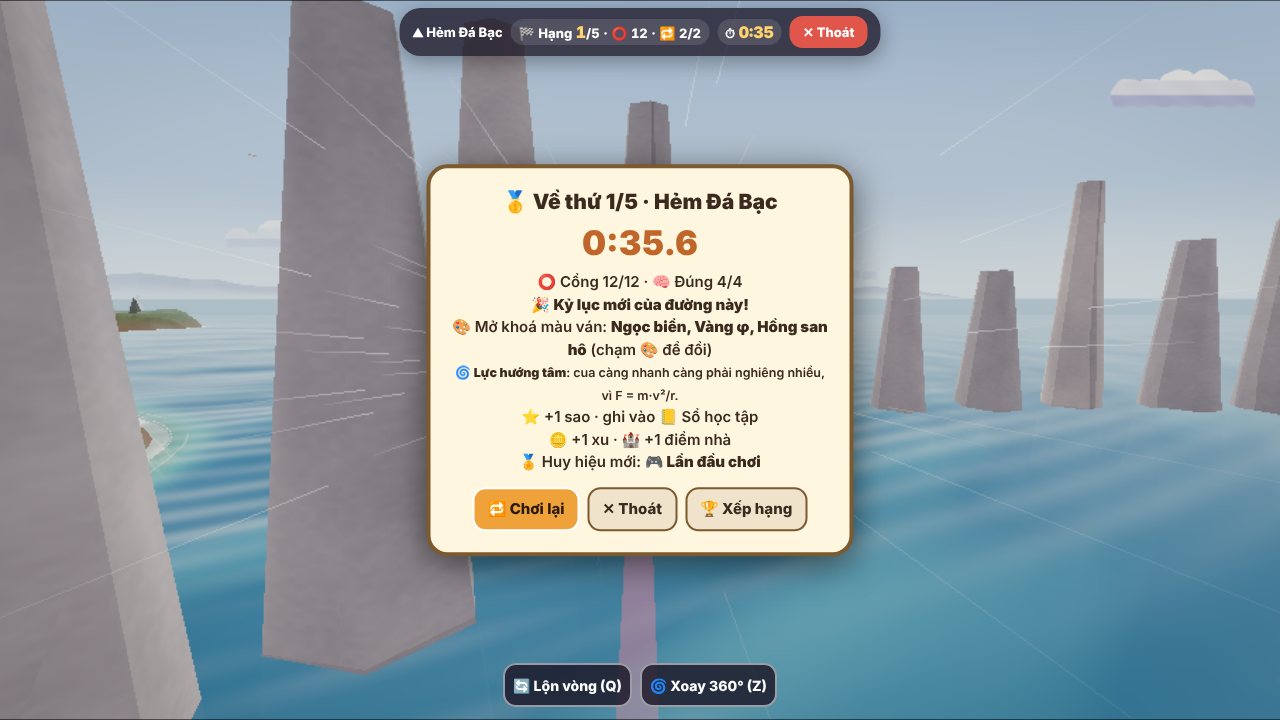 ▲ Hẻm Đá Bạc 🏁 Hạng 1/5 · ⭕ 12 · 🔁 2/2 ⏱ 0:35 ✕ Thoát
🥇 Về thứ 1/5 · Hẻm Đá Bạc
0:35.6
⭕ Cổng 12/12 · 🧠 Đúng 4/4
🎉 Kỷ lục mới của đường này!
🎨 Mở khoá màu ván: Ngọc biển, Vàng φ, Hồng san
hô (chạm 🎨 để đổi)
🌀 Lực hướng tâm: cua càng nhanh càng phải nghiêng nhiều,
vì F = m·v²/r.
⭐ +1 sao · ghi vào 📒 Sổ học tập
🪙 +1 xu · 🏰 +1 điểm nhà
🏅 Huy hiệu mới: 🎮 Lần đầu chơi
🔁 Chơi lại ✕ Thoát 🏆 Xếp hạng
🔄 Lộn vòng (Q) 🌀 Xoay 360° (Z)